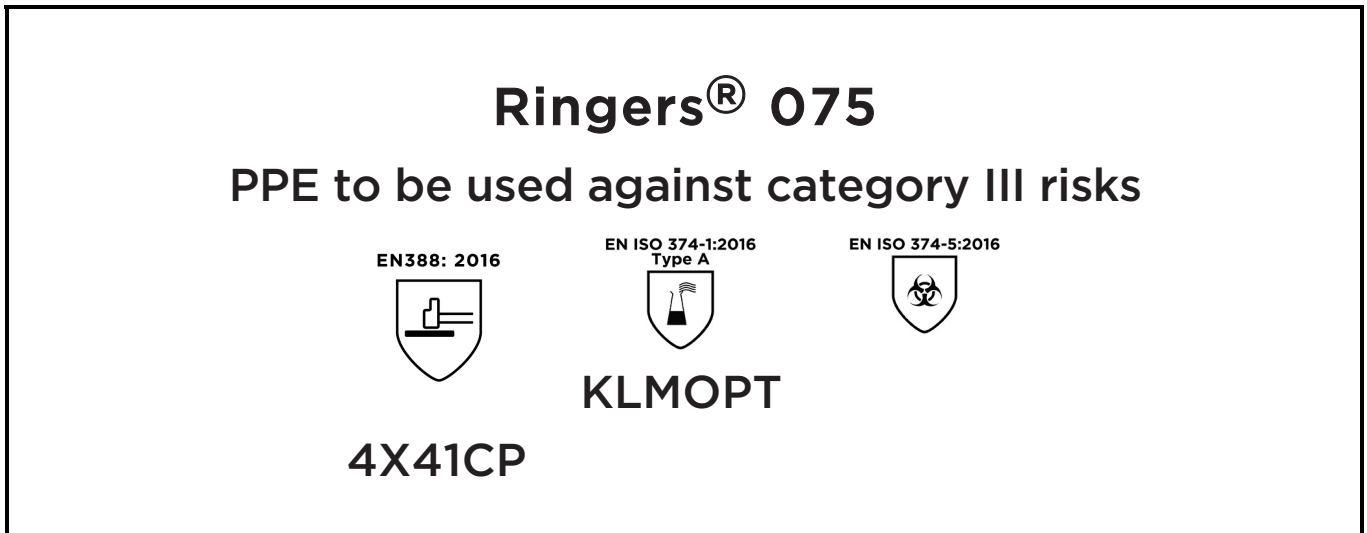 Ringers® 075
PPE to be used against category III risks
EN388: 2016
EN ISO 374-1:2016
Type A
EN ISO 374-5:2016
KLMOPT
4X41CP